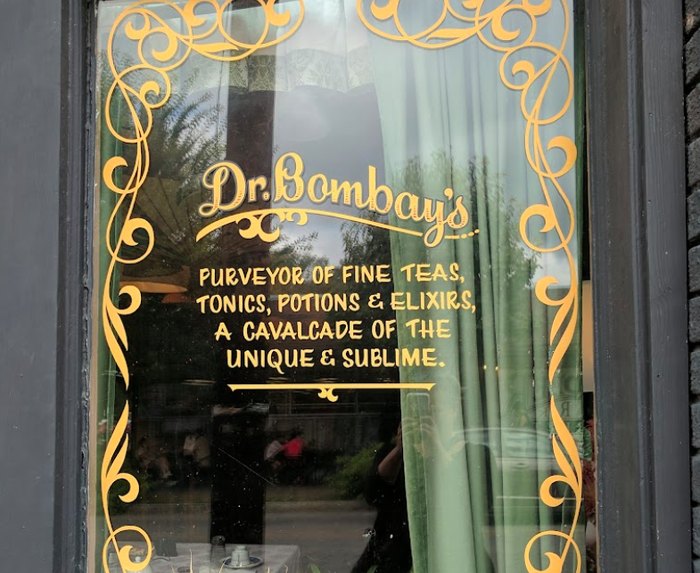 Dr. Bombay's
PURVEYOR OF FINE TEAS,
TONICS, POTIONS & ELIXIRS,
A CAVALCADE OF THE
UNIQUE & SUBLIME.